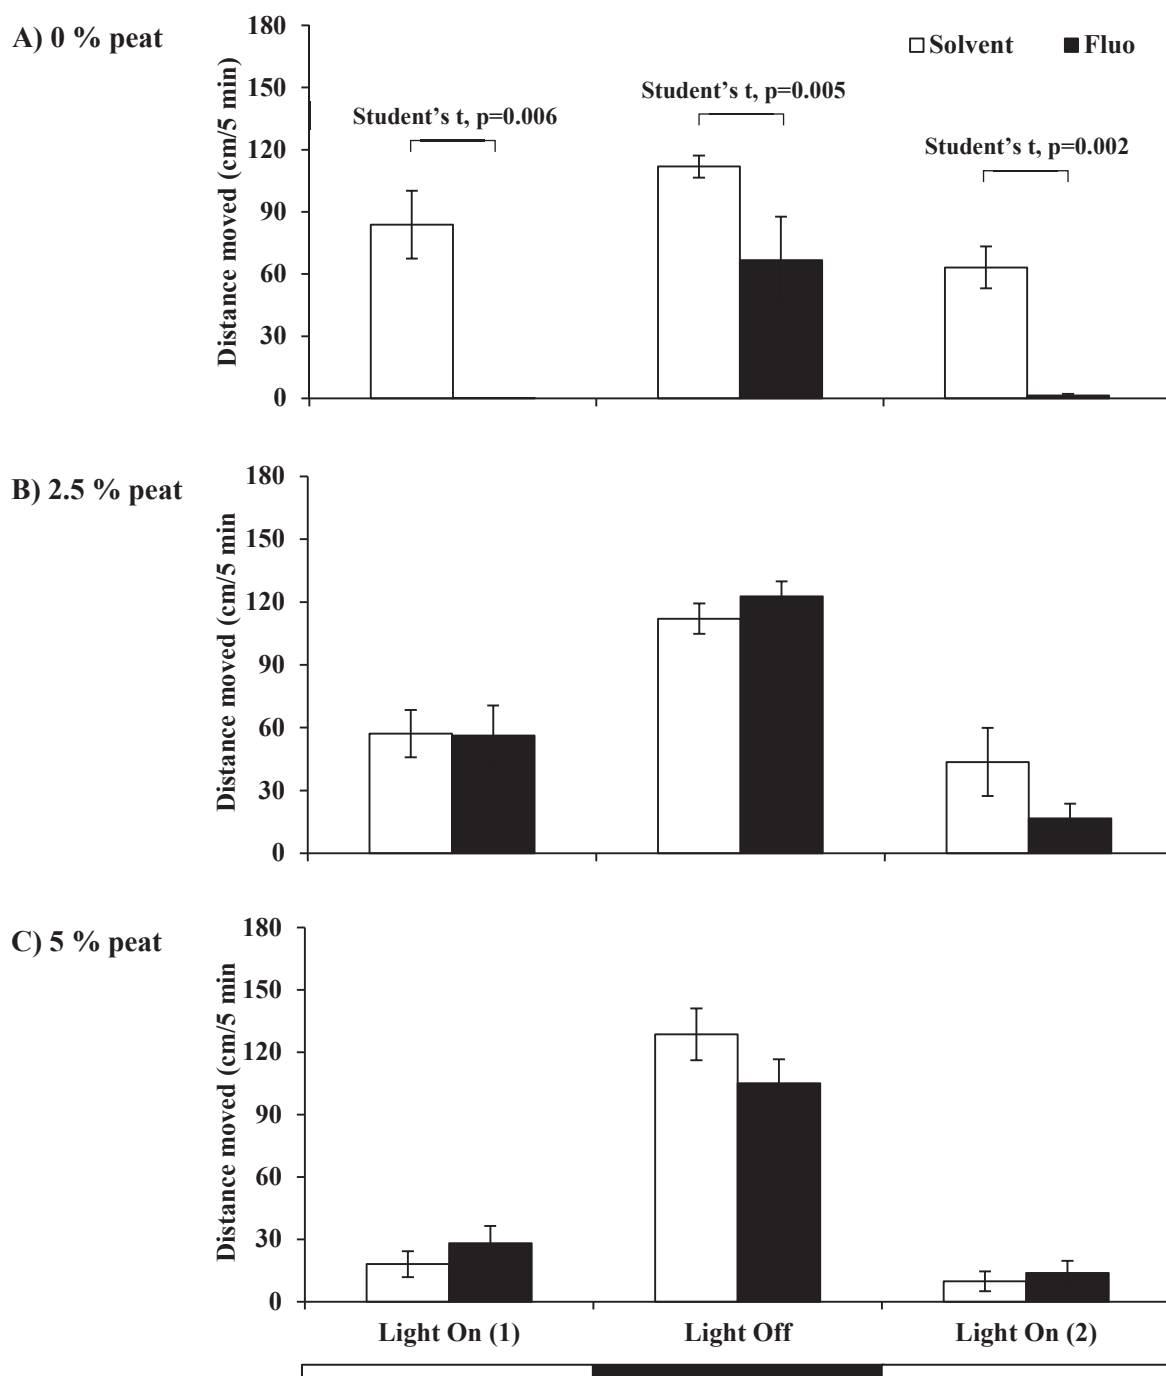 A) 0 % peat
Solvent
Fluo
Distance moved (cm/5 min)
180
150
120
90
60
30
0
Student's t, p=0.006
Student's t, p=0.005
Student's t, p=0.002
B) 2.5 % peat
Distance moved (cm/5 min
180
150
120
90
60
30
0
C) 5 % peat
Distance moved (cm/5 min
180
150
120
90
60
30
0
Light On (1)
Light Off
Light On (2)